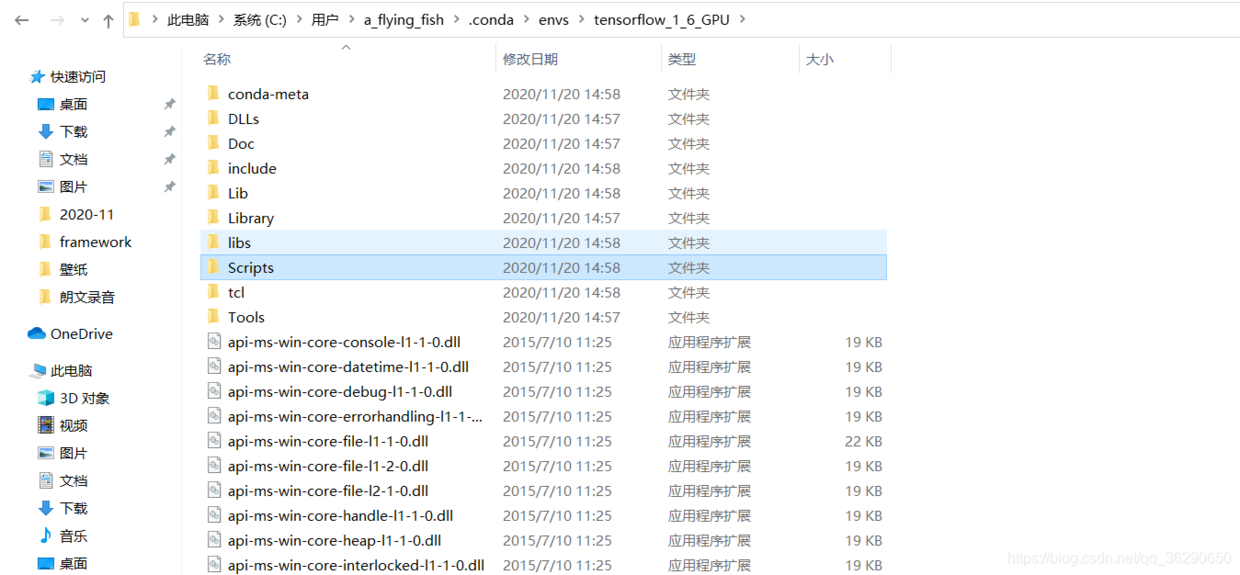 此电脑 系统 (C:) 用户 a_flying_fish .conda envs tensorflow_1_6_GPU
名称 修改日期 类型 大小
快速访问
桌面
下载
文档
图片
2020-11
framework
壁纸
朗文录音
OneDrive
此电脑
3D 对象
视频
图片
文档
下载
音乐
桌面
conda-meta 2020/11/20 14:58 文件夹
DLLs 2020/11/20 14:57 文件夹
Doc 2020/11/20 14:57 文件夹
include 2020/11/20 14:58 文件夹
Lib 2020/11/20 14:58 文件夹
Library 2020/11/20 14:57 文件夹
libs 2020/11/20 14:58 文件夹
Scripts 2020/11/20 14:58 文件夹
tcl 2020/11/20 14:58 文件夹
Tools 2020/11/20 14:57 文件夹
api-ms-win-core-console-l1-1-0.dll 2015/7/10 11:25 应用程序扩展 19 KB
api-ms-win-core-datetime-l1-1-0.dll 2015/7/10 11:25 应用程序扩展 19 KB
api-ms-win-core-debug-l1-1-0.dll 2015/7/10 11:25 应用程序扩展 19 KB
api-ms-win-core-errorhandling-l1-1-... 2015/7/10 11:25 应用程序扩展 19 KB
api-ms-win-core-file-l1-1-0.dll 2015/7/10 11:25 应用程序扩展 22 KB
api-ms-win-core-file-l1-2-0.dll 2015/7/10 11:25 应用程序扩展 19 KB
api-ms-win-core-file-l2-1-0.dll 2015/7/10 11:25 应用程序扩展 19 KB
api-ms-win-core-handle-l1-1-0.dll 2015/7/10 11:25 应用程序扩展 19 KB
api-ms-win-core-heap-l1-1-0.dll 2015/7/10 11:25 应用程序扩展 19 KB
api-ms-win-core-interlocked-l1-1-0.dll 2015/7/10 11:25 应用程序扩展 19 KB
https://blog.csdn.net/qq_36290650